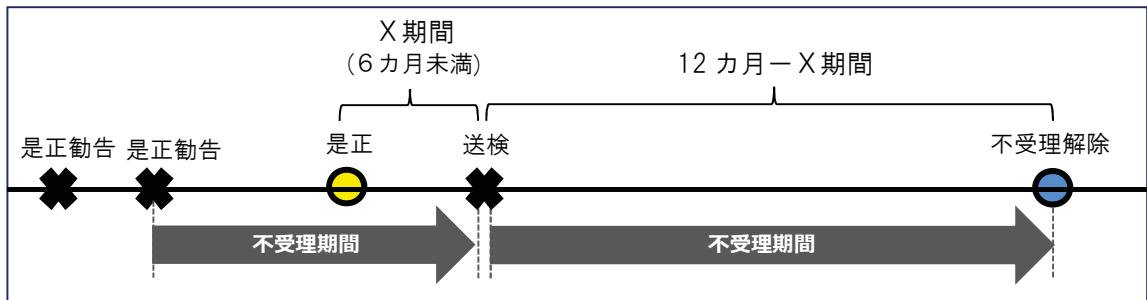 X期間
(6カ月未満)
12カ月－X期間
是正勧告
是正勧告
是正
送検
不受理解除
不受理期間
不受理期間